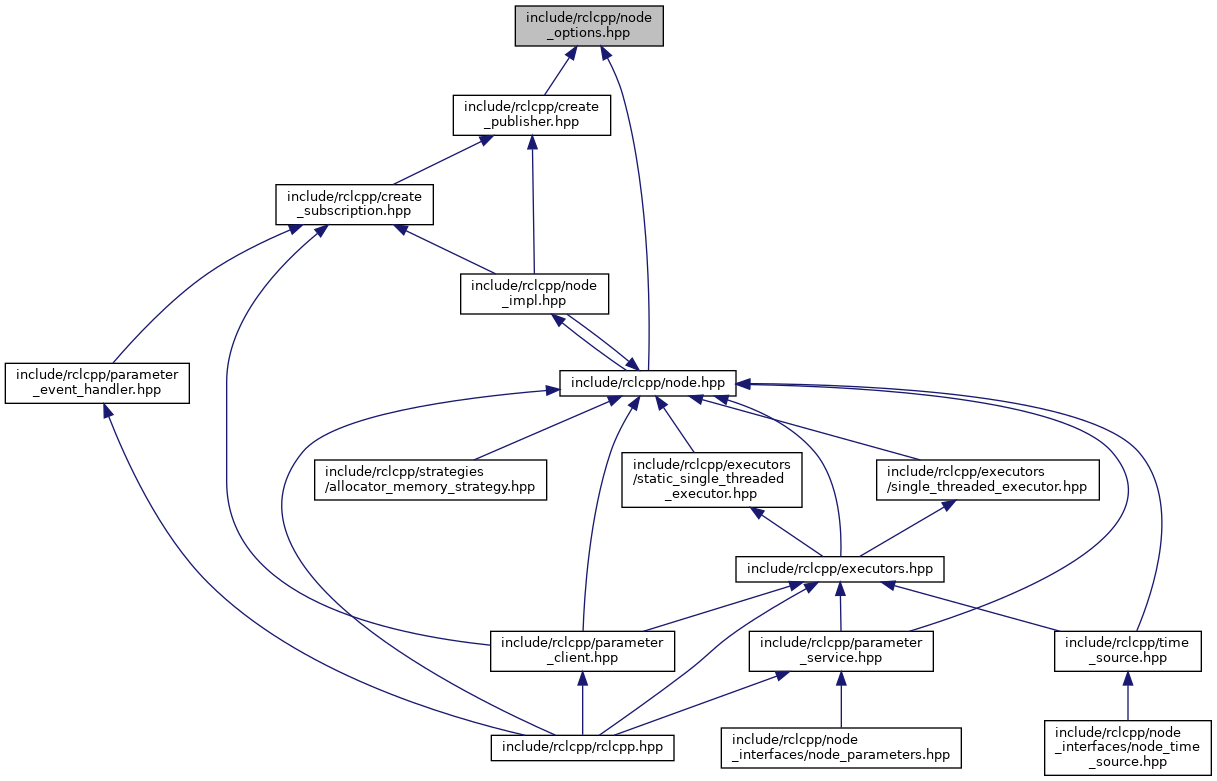 include/rclcpp/node
_options.hpp
include/rclcpp/create
_publisher.hpp
include/rclcpp/create
_subscription.hpp
include/rclcpp/node
_impl.hpp
include/rclcpp/parameter
_event_handler.hpp
include/rclcpp/node.hpp
include/rclcpp/strategies
/allocator_memory_strategy.hpp
include/rclcpp/executors
/static_single_threaded
_executor.hpp
include/rclcpp/executors
/single_threaded_executor.hpp
include/rclcpp/executors.hpp
include/rclcpp/parameter
_client.hpp
include/rclcpp/parameter
_service.hpp
include/rclcpp/time
_source.hpp
include/rclcpp/rclcpp.hpp
include/rclcpp/node
_interfaces/node_parameters.hpp
include/rclcpp/node
_interfaces/node_time
_source.hpp